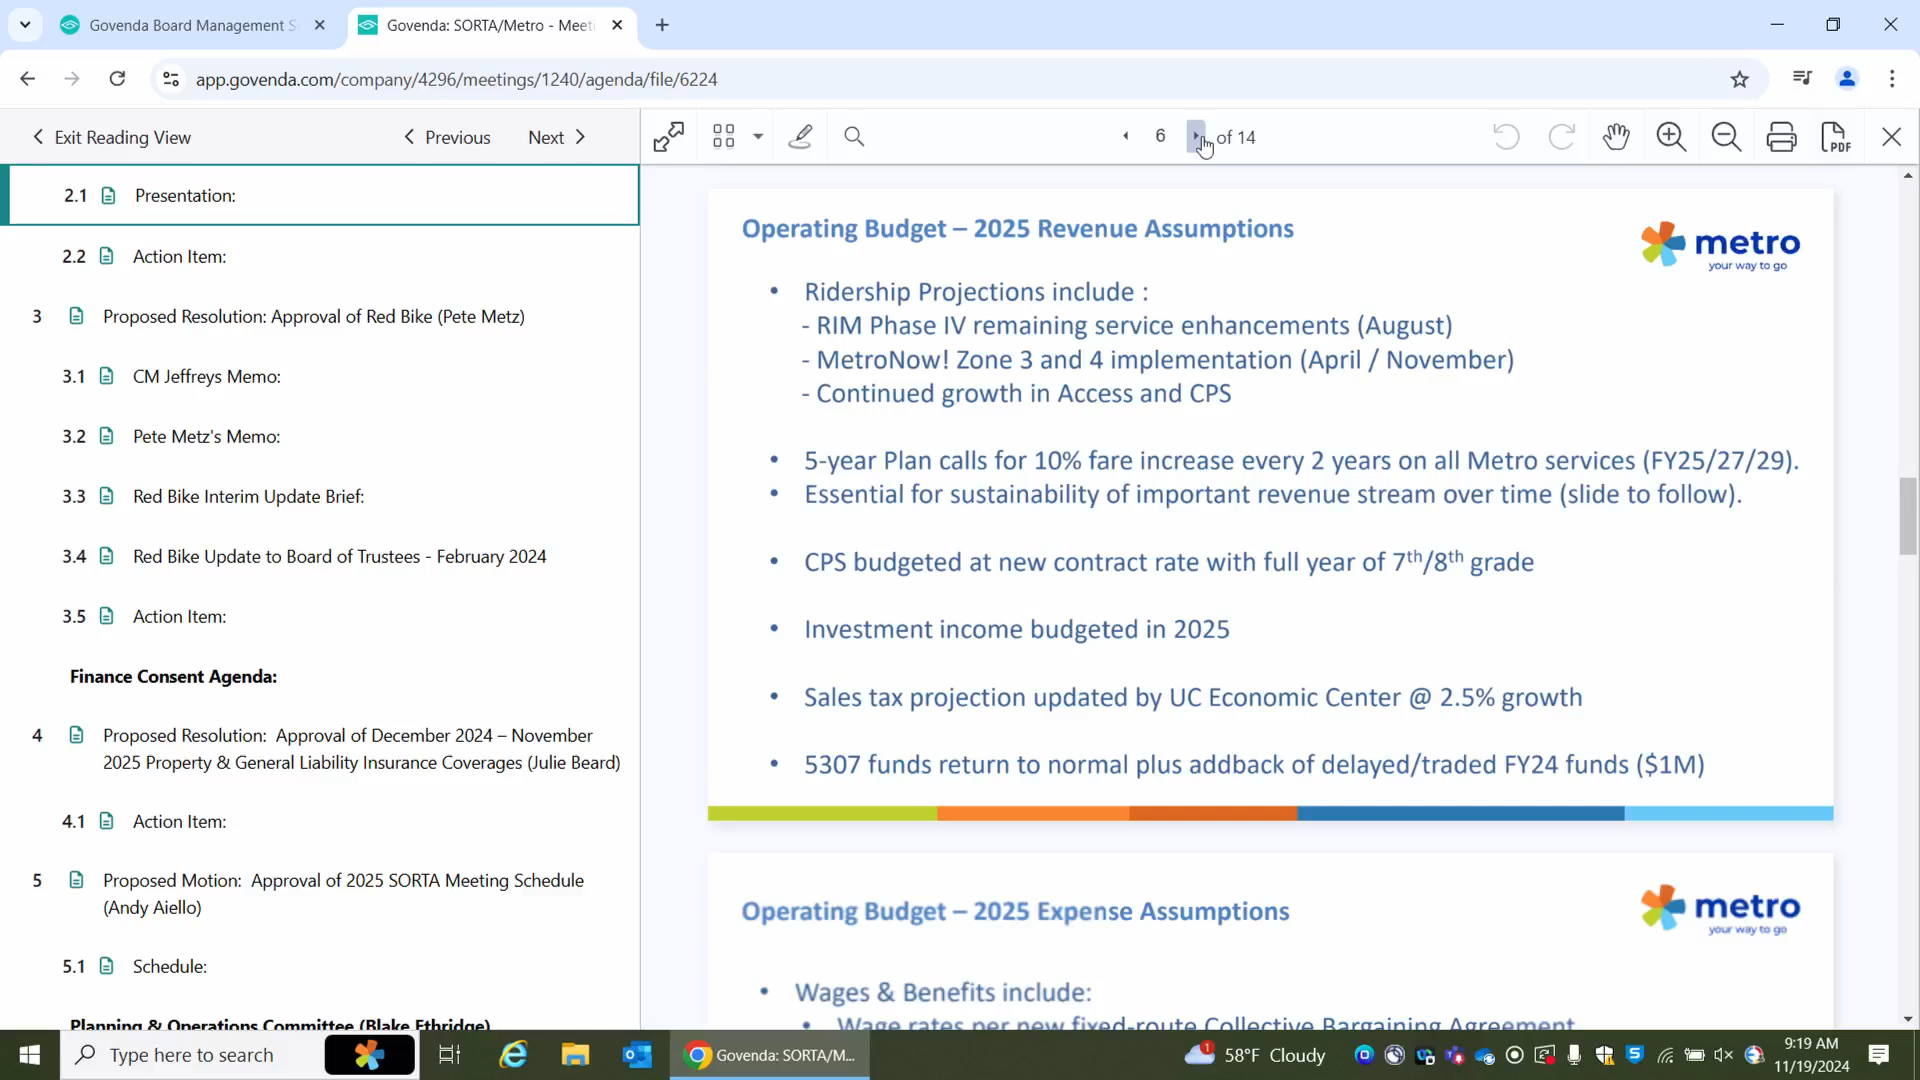 Govenda Board Management S
Govenda: SORTA/Metro - Meeti
app.govenda.com/company/4296/meetings/1240/agenda/file/6224
Exit Reading View
Previous
Next
6
of 14
PDF
2.1 Presentation:
2.2 Action Item:
3 Proposed Resolution: Approval of Red Bike (Pete Metz)
3.1 CM Jeffreys Memo:
3.2 Pete Metz's Memo:
3.3 Red Bike Interim Update Brief:
3.4 Red Bike Update to Board of Trustees - February 2024
3.5 Action Item:
Finance Consent Agenda:
4 Proposed Resolution: Approval of December 2024 – November
2025 Property & General Liability Insurance Coverages (Julie Beard)
4.1 Action Item:
5 Proposed Motion: Approval of 2025 SORTA Meeting Schedule
(Andy Aiello)
5.1 Schedule:
Planning & Operations Committee (Blake Ethridge)
Operating Budget – 2025 Revenue Assumptions
metro
your way to go
• Ridership Projections include :
- RIM Phase IV remaining service enhancements (August)
- MetroNow! Zone 3 and 4 implementation (April / November)
- Continued growth in Access and CPS
• 5-year Plan calls for 10% fare increase every 2 years on all Metro services (FY25/27/29).
• Essential for sustainability of important revenue stream over time (slide to follow).
• CPS budgeted at new contract rate with full year of 7th/8th grade
• Investment income budgeted in 2025
• Sales tax projection updated by UC Economic Center @ 2.5% growth
• 5307 funds return to normal plus addback of delayed/traded FY24 funds ($1M)
Operating Budget – 2025 Expense Assumptions
metro
your way to go
• Wages & Benefits include:
• Wage rates per new fixed-route Collective Bargaining Agreement
Type here to search
Govenda: SORTA/M...
1
58°F Cloudy
9:19 AM
11/19/2024